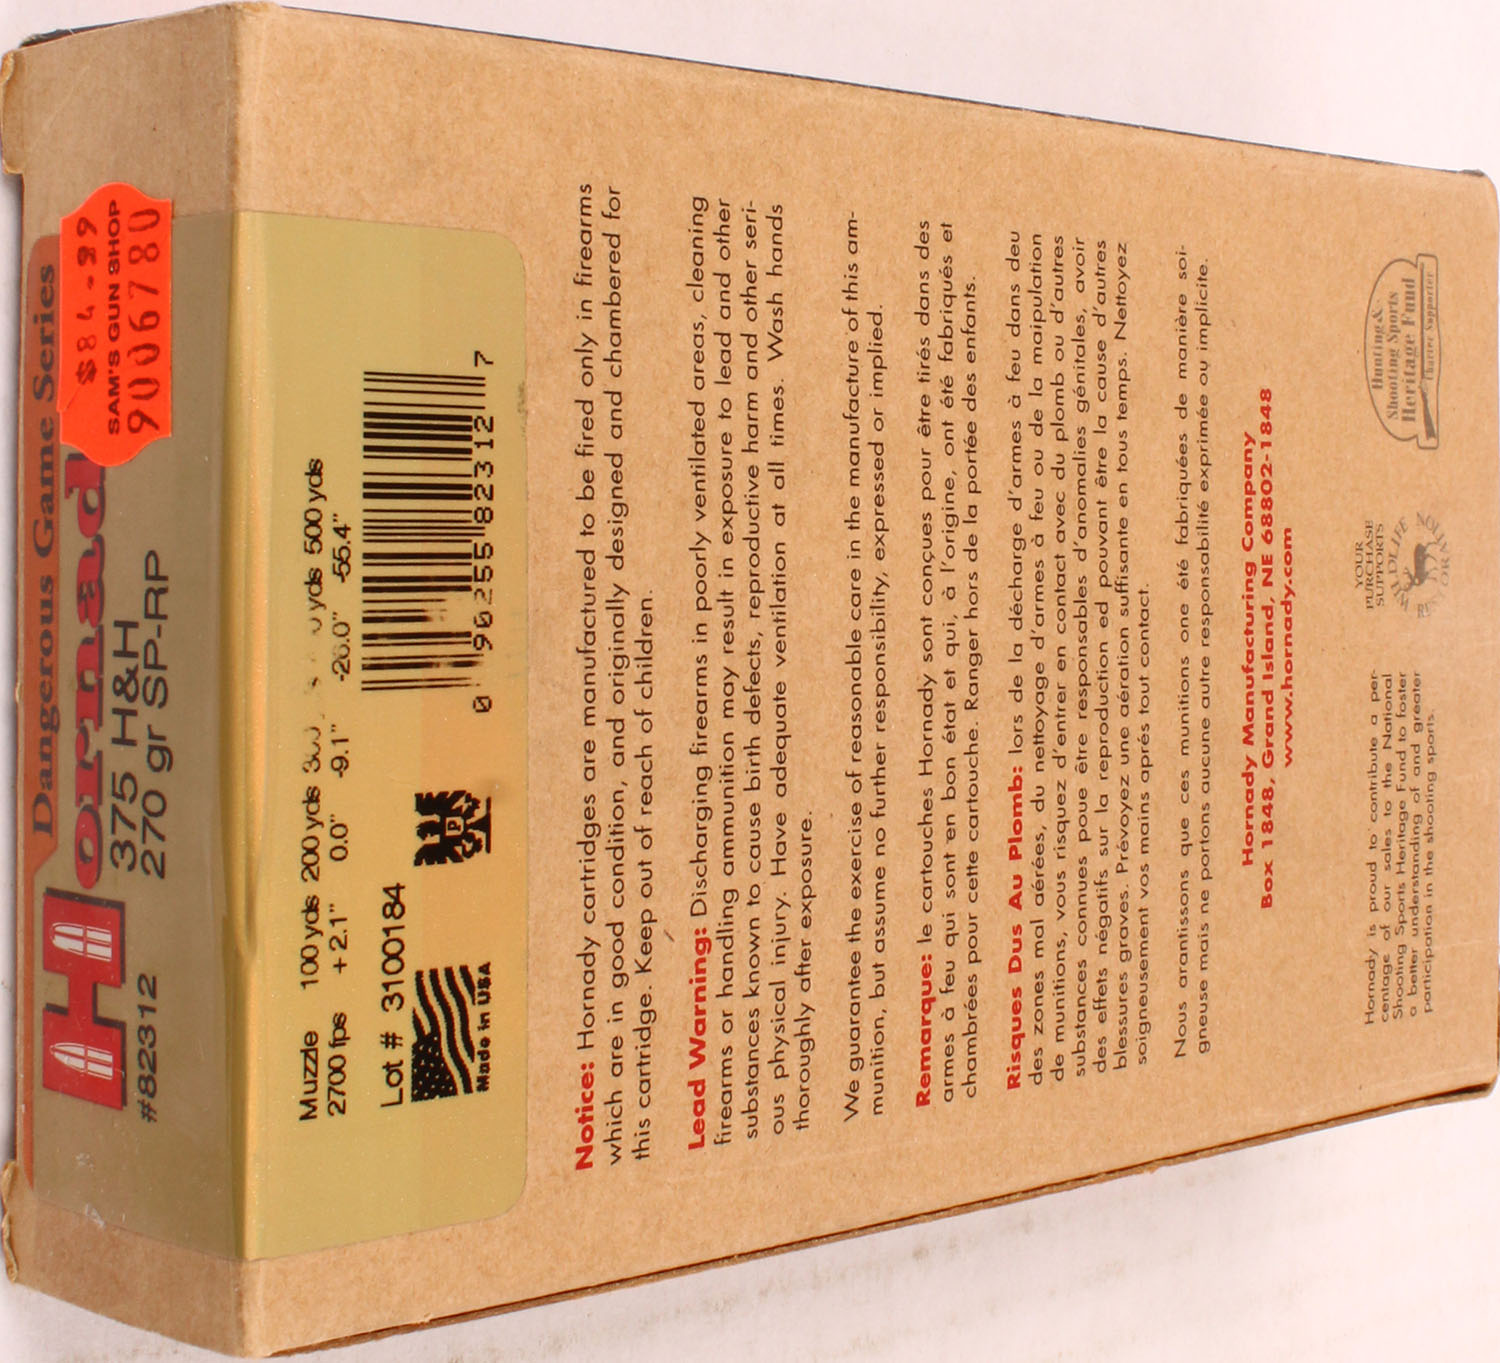 Dangerous Game Series
Hornad
375 H&H
270 gr SP-RP
#82312
$84.99
SAM'S GUN SHOP
9006780
Muzzle 100 yds 200 yds yds 500 yds
2700 fps +2.1" 0.0" -9.1" -26.0" -55.4"
Lot # 3100184
Made in USA
0 90255 82312 7
Notice: Hornady cartridges are manufactured to be fired only in firearms
which are in good condition, and originally designed and chambered for
this cartridge. Keep out of reach of children.
Lead Warning: Discharging firearms in poorly ventilated areas, cleaning
firearms or handling ammunition may result in exposure to lead and other
substances known to cause birth defects, reproductive harm and other seri-
ous physical injury. Have adequate ventilation at all times. Wash hands
thoroughly after exposure.
We guarantee the exercise of reasonable care in the manufacture of this am-
munition, but assume no further responsibility, expressed or implied.
Remarque: le cartouches Hornady sont conçues pour être tirés dans des
armes à feu qui sont en bon état et qui, à l'origine, ont été fabriqués et
chambrées pour cette cartouche. Ranger hors de la portée des enfants.
Risques Dus Au Plomb: lors de la décharge d'armes à feu dans deu
des zones mal aérées, du nettoyage d'armes à feu ou de la maipulation
de munitions, vous risquez d'entrer en contact avec du plomb ou d'autres
substances connues poue être responsables d'anomalies génitales, avoir
des effets négatifs sur la reproduction ed pouvant être la cause d'autres
blessures graves. Prévoyez une aération suffisante en tous temps. Nettoyez
soigneusement vos mains aprés tout contact.
Nous arantissons que ces munitions one été fabriquées de manière soi-
gneuse mais ne portons aucune autre responsabilité exprimée ou implicite.
Hornady Manufacturing Company
Box 1848, Grand Island, NE 68802-1848
www.hornady.com
Hornady is proud to contribute a per-
centage of our sales to the National
Shooting Sports Heritage Fund to foster
a better understanding of and greater
participation in the shooting sports.
YOUR
PURCHASE
SUPPORTS
WILDLIFE
Hunting &
Shooting Sports
Heritage Fund
Charter Supporter